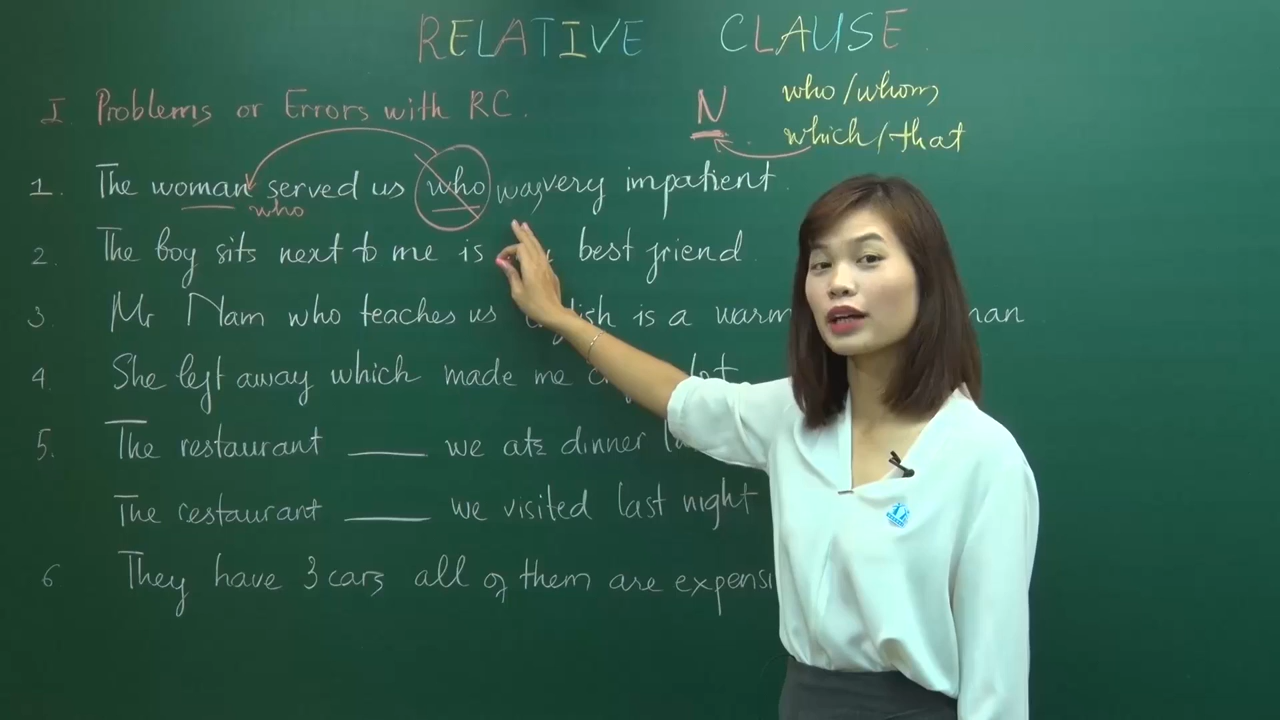 RELATIVE CLAUSE.
I Problems or Errors with RC.
N who/whom,
which/that
1. The woman served us who was very impatient.
who
2. The boy sits next to me is best friend
3 Mr Nam who teaches us is a man
4. She left away which made me
5. The restaurant ____ we ate dinner
The restaurant ____ we visited last night
6 They have 3 cars all of them are